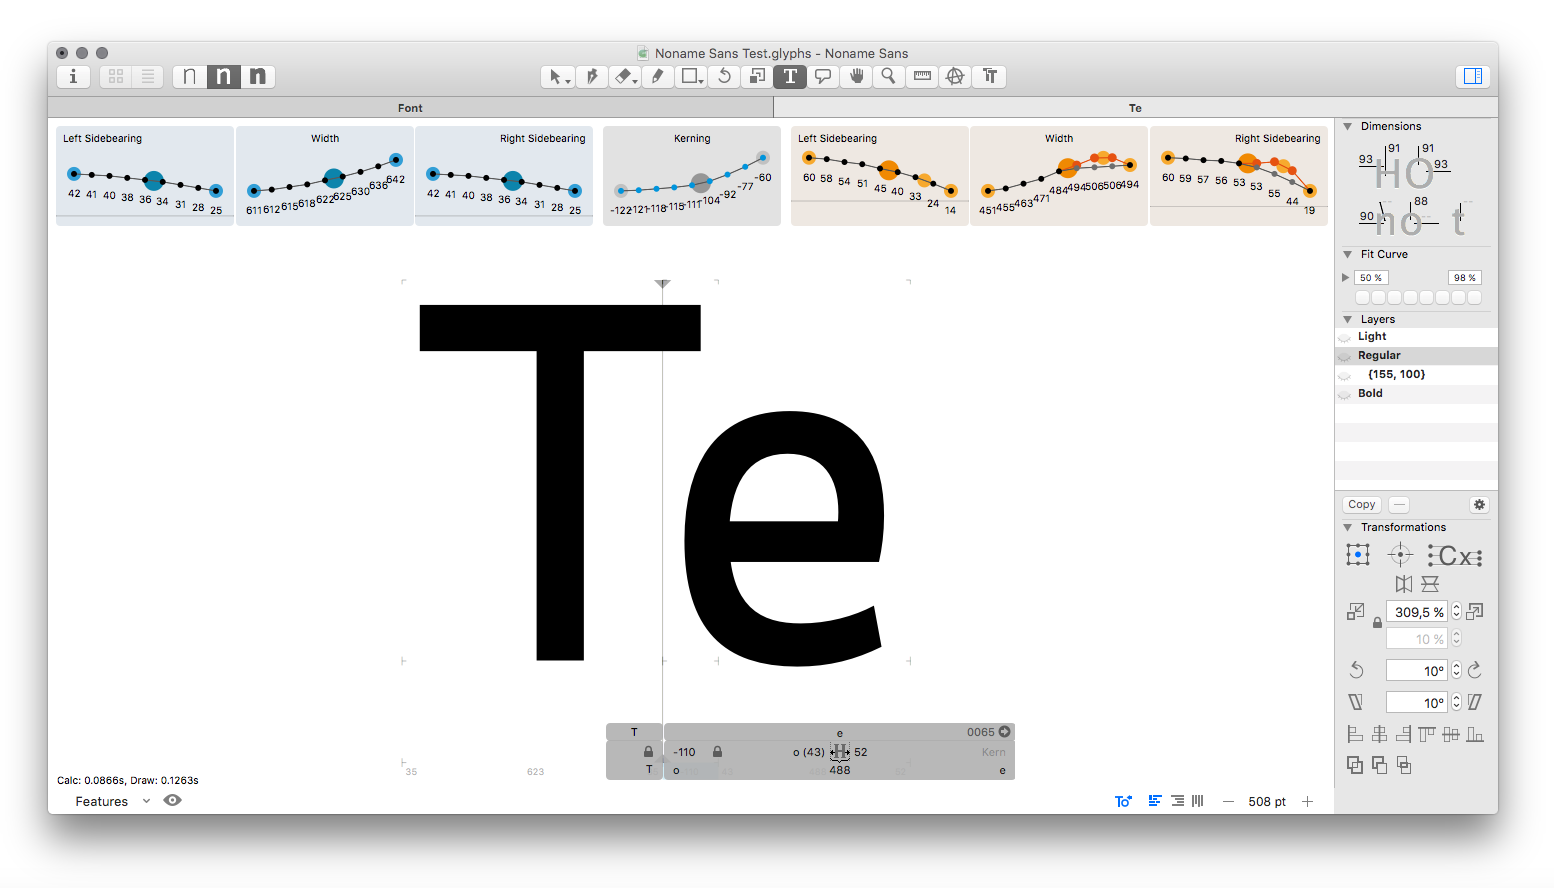 Noname Sans Test.glyphs - Noname Sans
i n n n T T
Font Te
Left Sidebearing Width Right Sidebearing Kerning Left Sidebearing Width Right Sidebearing
42 41 40 38 36 34 31 28 25
611 612 615 618 622 625 630 636 642
42 41 40 38 36 34 31 28 25
-122 -121 -118 -115 -111 -104 -92 -77 -60
60 58 54 51 45 40 33 24 14
451 455 463 471 484 494 506 506 494
60 59 57 56 53 53 55 44 19
Te
T e 0065
-110 o (43) H 52 Kern
T o 488 e
35 623
Calc: 0.0866s, Draw: 0.1263s
Features
508 pt
Dimensions
91 91
93 HO 93
90 no 88 -- t --
Fit Curve
50 % 98 %
Layers
Light
Regular
{155, 100}
Bold
Copy
Transformations
Cx
309,5 %
10 %
10°
10°